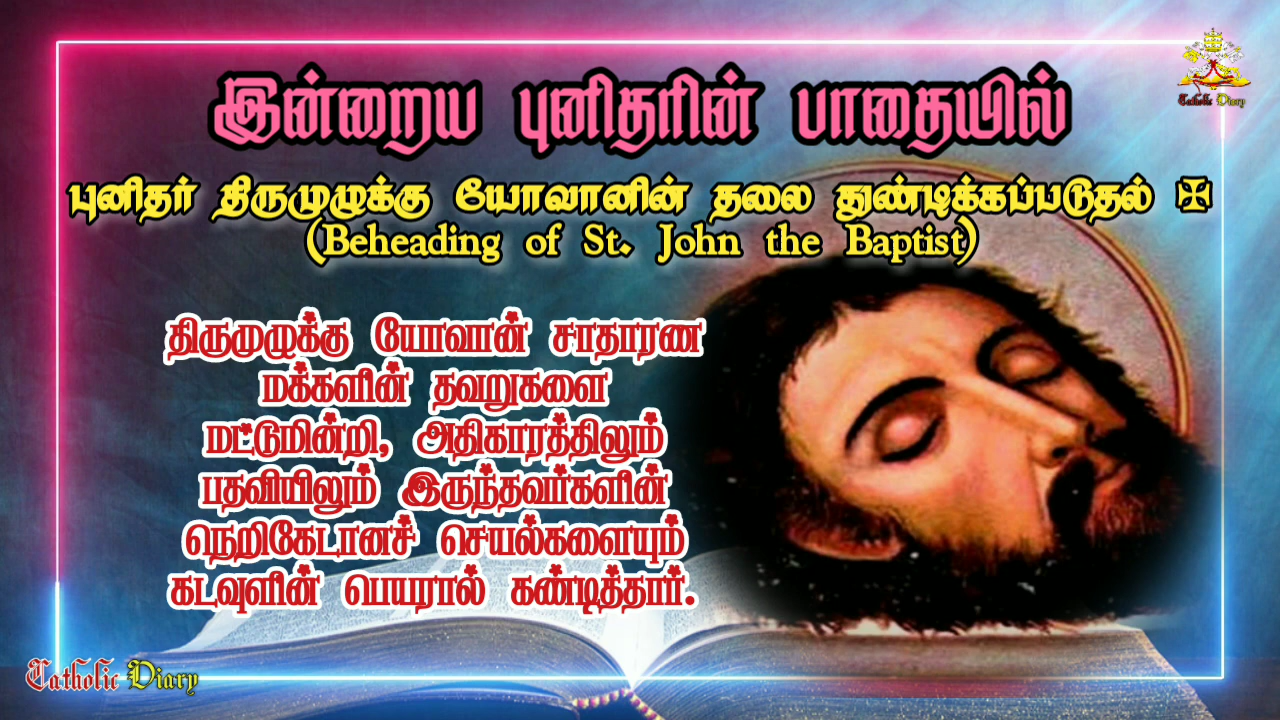 Catholic Diary
இன்றைய புனிதரின் பாதையில்
புனிதர் திருமுழுக்கு யோவானின் தலை துண்டிக்கப்படுதல் ✠
(Beheading of St. John the Baptist)
திருமுழுக்கு யோவான் சாதாரண
மக்களின் தவறுகளை
மட்டுமின்றி, அதிகாரத்திலும்
பதவியிலும் இருந்தவர்களின்
நெறிகேடானச் செயல்களையும்
கடவுளின் பெயரால் கண்டித்தார்.
Catholic Diary